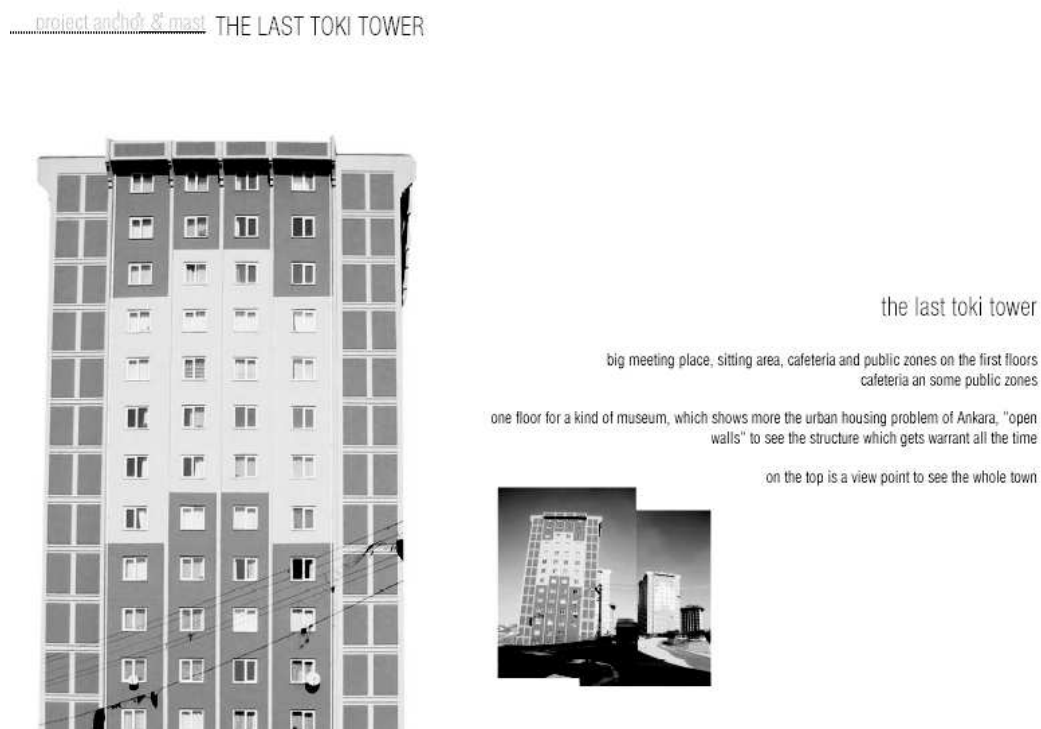 project anchor & mast THE LAST TOKI TOWER
the last toki tower
big meeting place, sitting area, cafeteria and public zones on the first floors
cafeteria an some public zones
one floor for a kind of museum, which shows more the urban housing problem of Ankara, "open
walls" to see the structure which gets warrant all the time
on the top is a view point to see the whole town